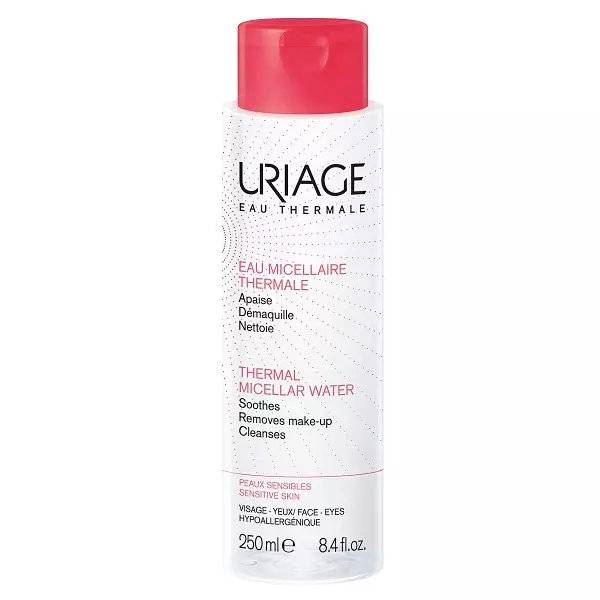 URIAGE
EAU THERMALE
EAU MICELLAIRE
THERMALE
Apaise
Démaquille
Nettoie
THERMAL
MICELLAR WATER
Soothes
Removes make-up
Cleanses
PEAUX SENSIBLES
SENSITIVE SKIN
VISAGE - YEUX/ FACE - EYES
HYPOALLERGÉNIQUE
250 ml e 8.4 fl.oz.